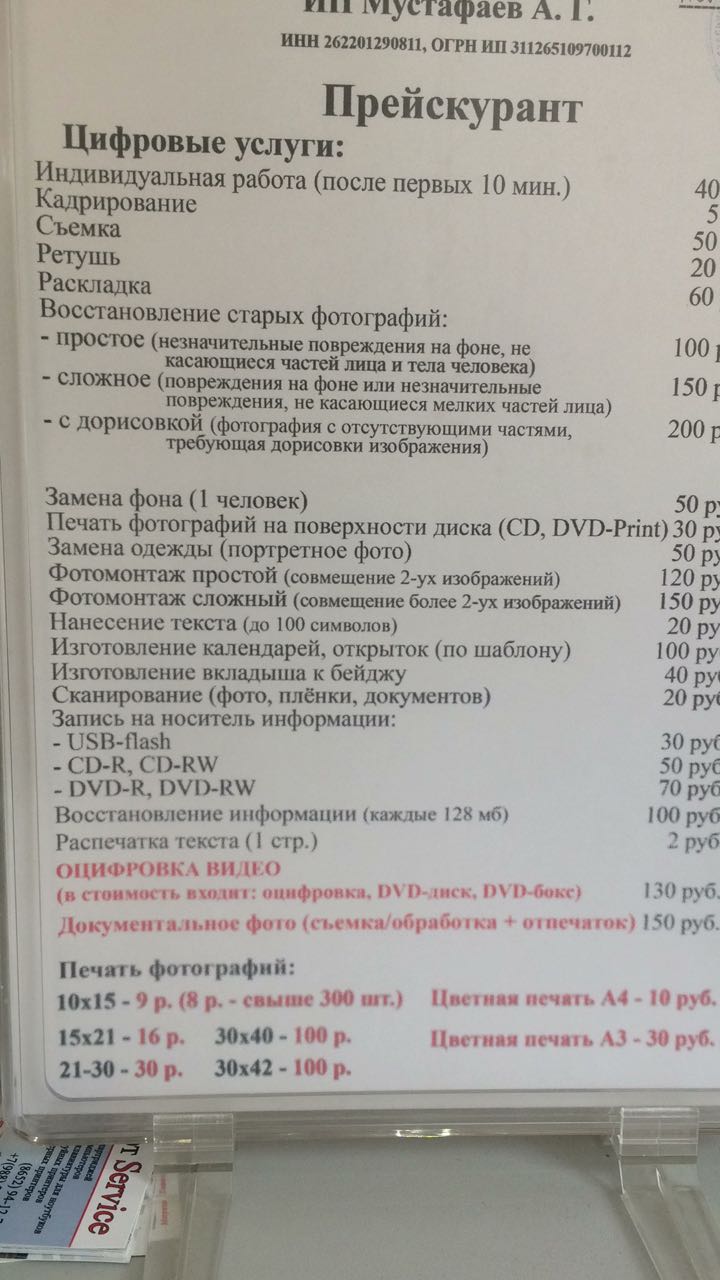 ИП Мустафаев А. Г.
ИНН 262201290811, ОГРН ИП 311265109700112
Прейскурант
Цифровые услуги:
Индивидуальная работа (после первых 10 мин.) 40
Кадрирование 5
Съемка 50
Ретушь 20
Раскладка 60
Восстановление старых фотографий:
- простое (незначительные повреждения на фоне, не 100 р
касающиеся частей лица и тела человека)
- сложное (повреждения на фоне или незначительные 150 р
повреждения, не касающиеся мелких частей лица)
- с дорисовкой (фотография с отсутствующими частями, 200 р
требующая дорисовки изображения)
Замена фона (1 человек) 50 ру
Печать фотографий на поверхности диска (CD, DVD-Print) 30 ру
Замена одежды (портретное фото) 50 ру
Фотомонтаж простой (совмещение 2-ух изображений) 120 ру
Фотомонтаж сложный (совмещение более 2-ух изображений) 150 ру
Нанесение текста (до 100 символов) 20 ру
Изготовление календарей, открыток (по шаблону) 100 ру
Изготовление вкладыша к бейджу 40 ру
Сканирование (фото, плёнки, документов) 20 руб
Запись на носитель информации:
- USB-flash 30 руб
- CD-R, CD-RW 50 руб
- DVD-R, DVD-RW 70 руб
Восстановление информации (каждые 128 мб) 100 руб
Распечатка текста (1 стр.) 2 руб
ОЦИФРОВКА ВИДЕО
(в стоимость входит: оцифровка, DVD-диск, DVD-бокс) 130 руб.
Документальное фото (съемка/обработка + отпечаток) 150 руб.
Печать фотографий:
10х15 - 9 р. (8 р. - свыше 300 шт.) Цветная печать А4 - 10 руб.
15х21 - 16 р. 30х40 - 100 р. Цветная печать А3 - 30 руб.
21-30 - 30 р. 30х42 - 100 р.
Service